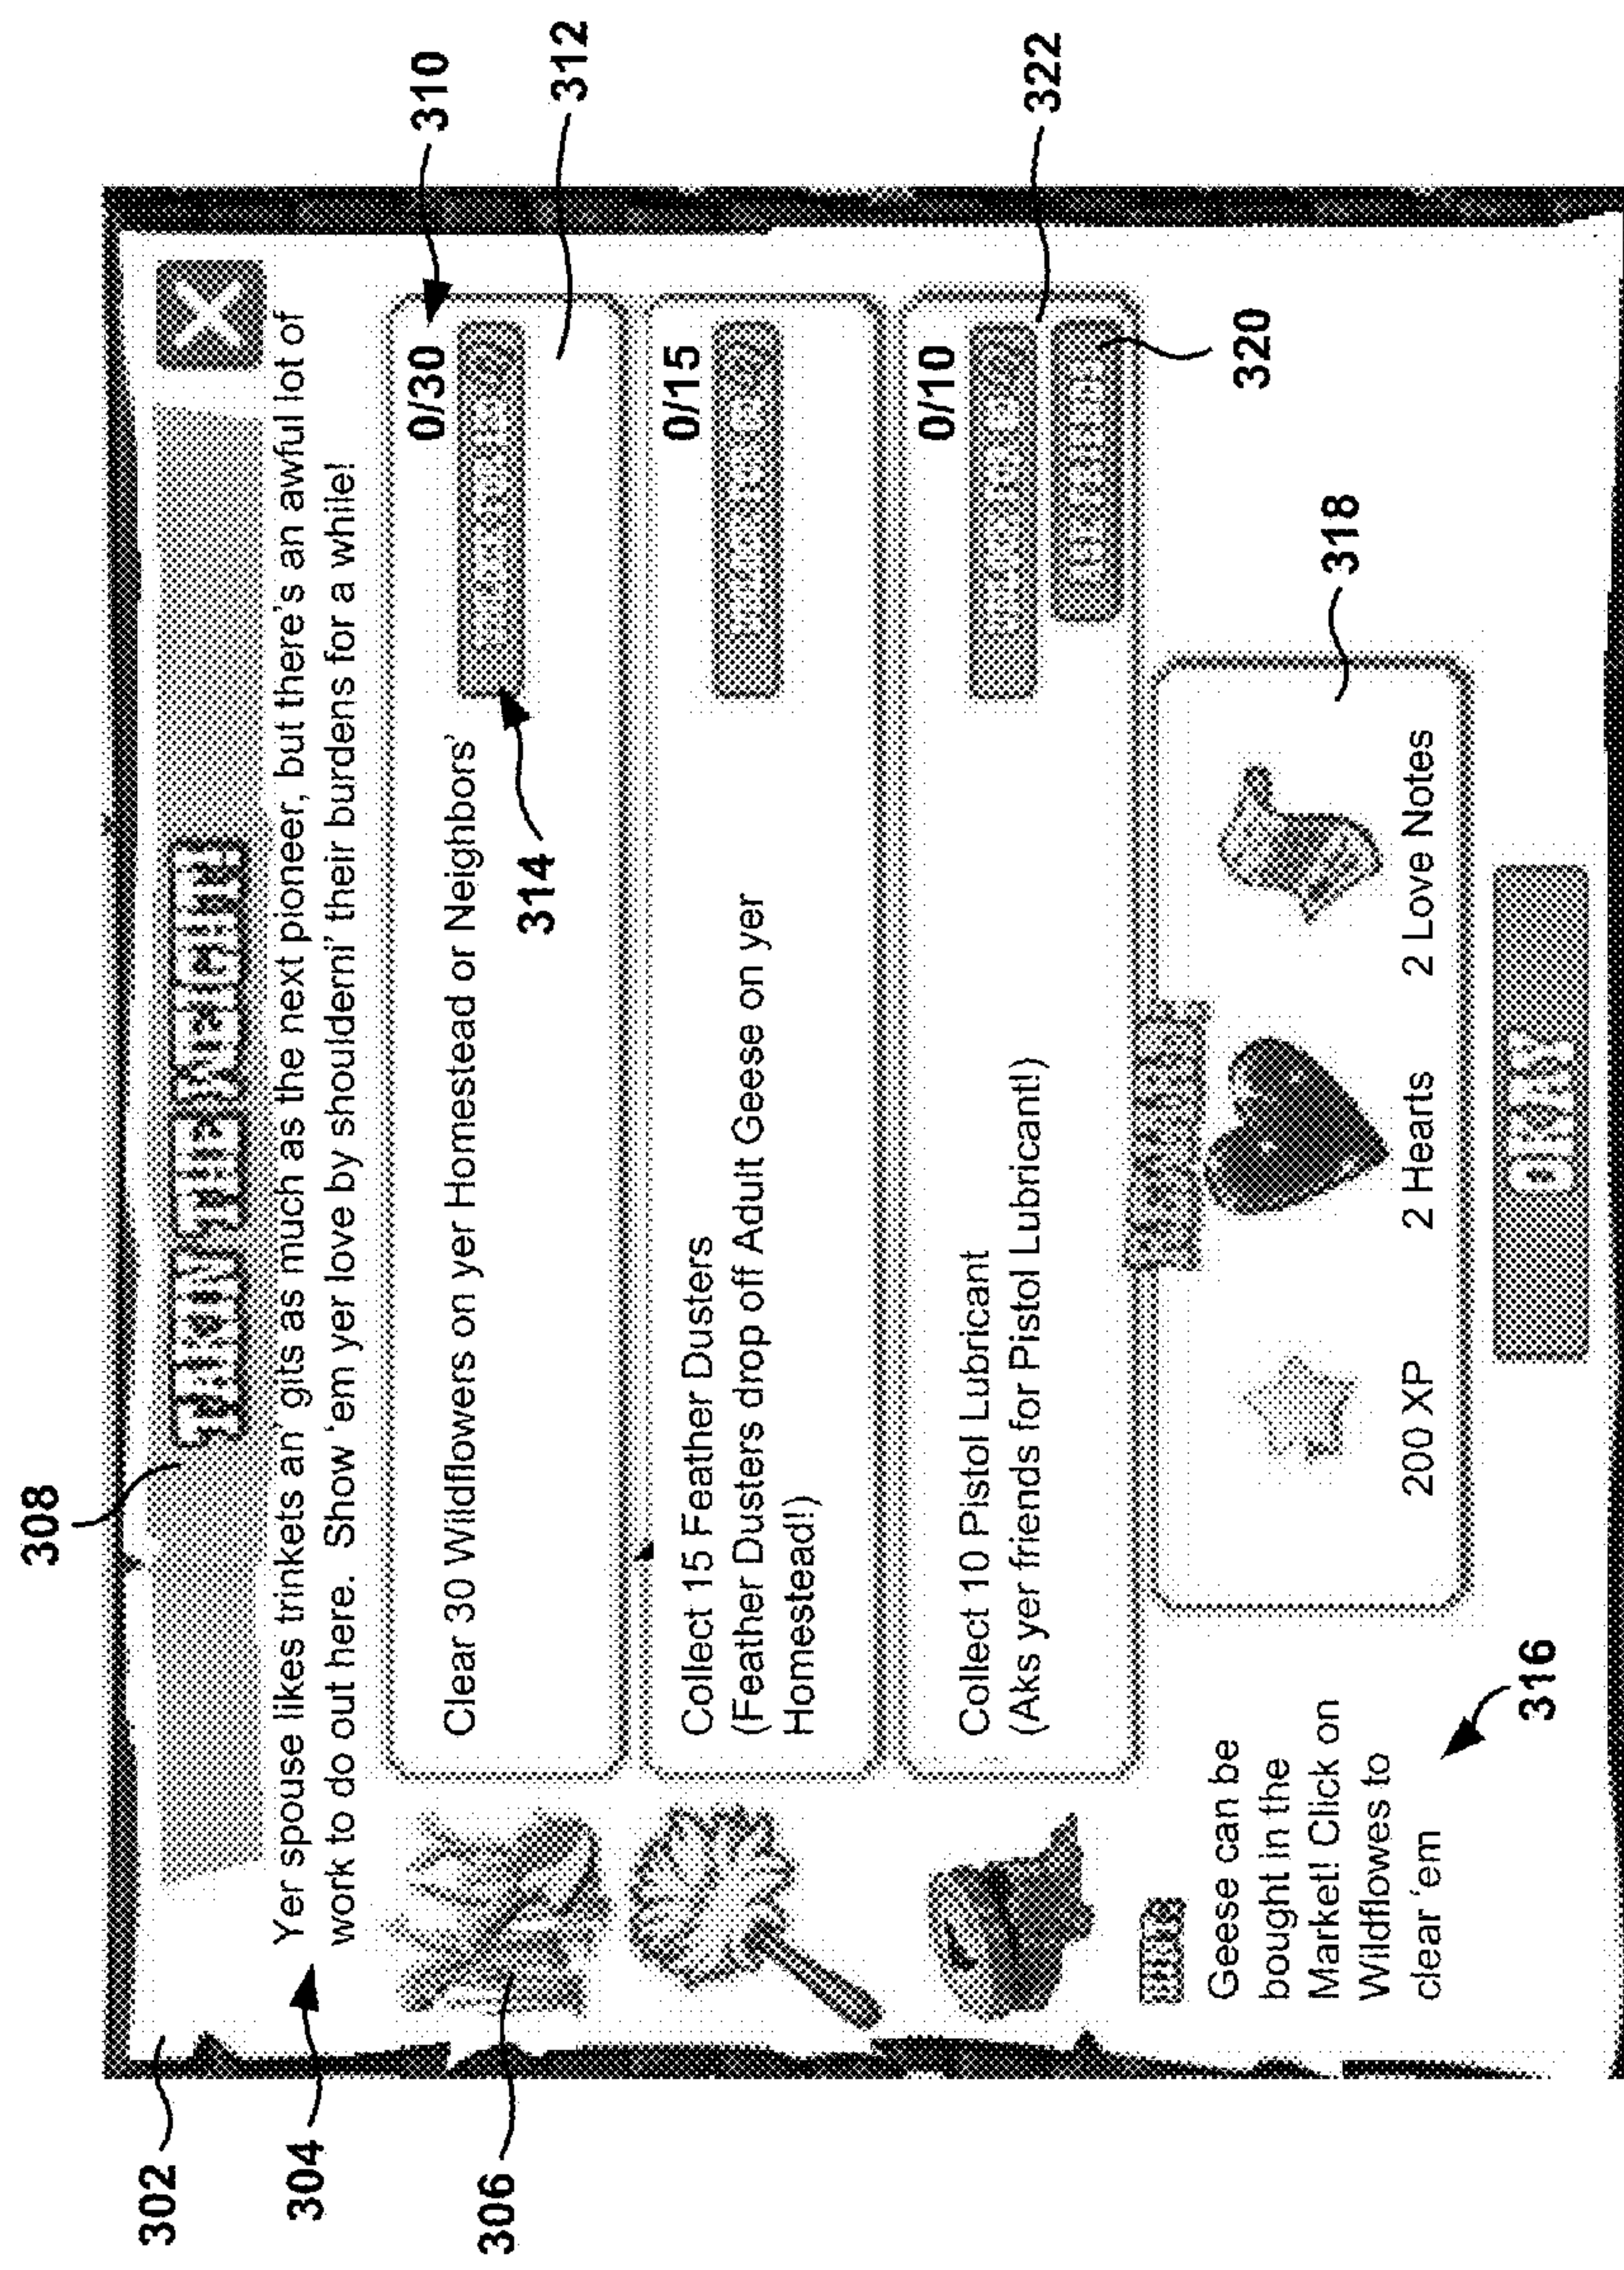 308
302
304
Yer spouse likes trinkets an' gits as much as the next pioneer, but there's an awful lot of
work to do out here. Show 'em yer love by shoulderni' their burdens for a while!
310
306
Clear 30 Wildflowers on yer Homestead or Neighbors'
0/30
312
314
Collect 15 Feather Dusters
(Feather Dusters drop off Adult Geese on yer
Homestead!)
0/15
Collect 10 Pistol Lubricant
(Aks yer friends for Pistol Lubricant!)
0/10
322
320
Geese can be
bought in the
Market! Click on
Wildflowes to
clear 'em
316
318
200 XP
2 Hearts
2 Love Notes
OKAY